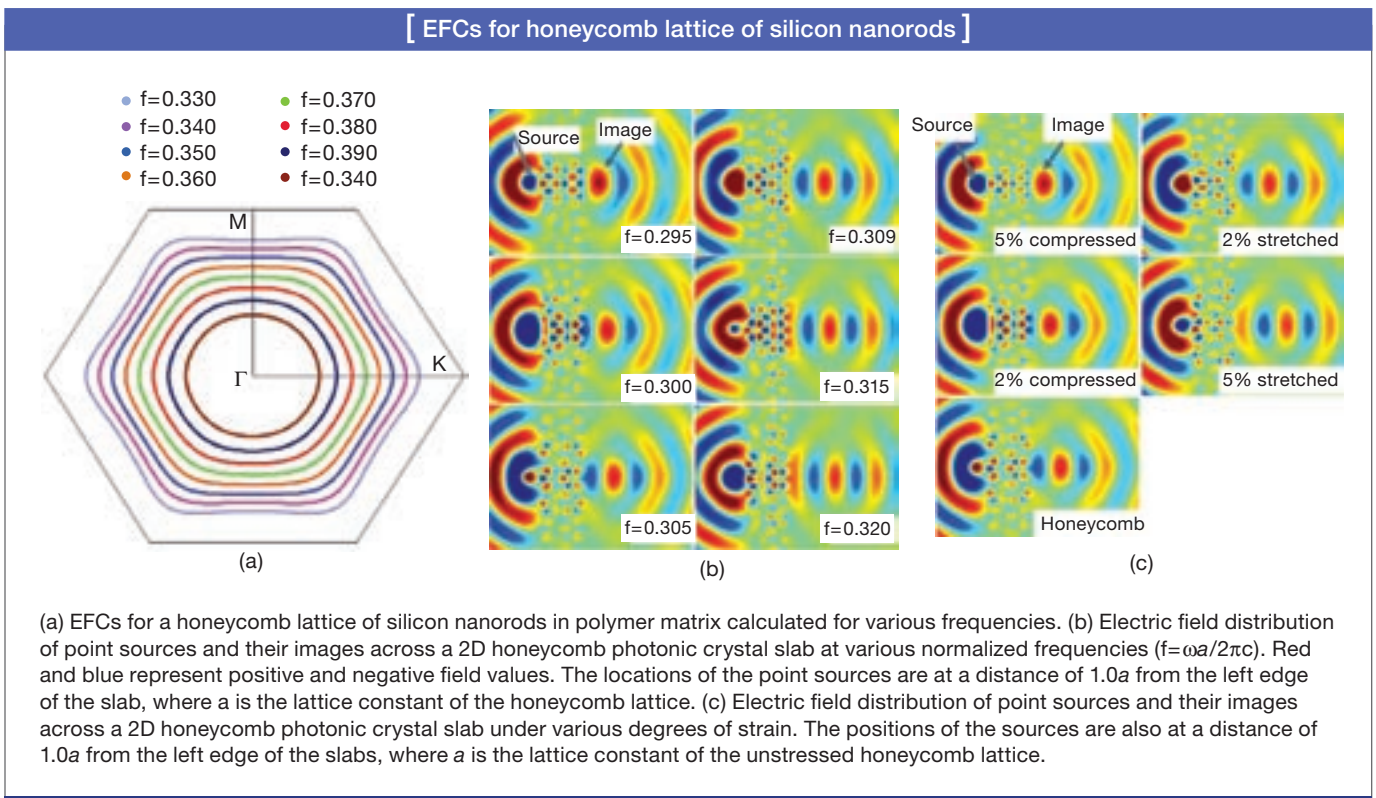 [ EFCs for honeycomb lattice of silicon nanorods ]
f=0.330
f=0.340
f=0.350
f=0.360
f=0.370
f=0.380
f=0.390
f=0.340
M
Γ
K
(a)
Source
Image
f=0.295
f=0.309
f=0.300
f=0.315
f=0.305
f=0.320
(b)
Source
Image
5% compressed
2% stretched
2% compressed
5% stretched
Honeycomb
(c)
(a) EFCs for a honeycomb lattice of silicon nanorods in polymer matrix calculated for various frequencies. (b) Electric field distribution
of point sources and their images across a 2D honeycomb photonic crystal slab at various normalized frequencies (f=ωa/2πc). Red
and blue represent positive and negative field values. The locations of the point sources are at a distance of 1.0a from the left edge
of the slab, where a is the lattice constant of the honeycomb lattice. (c) Electric field distribution of point sources and their images
across a 2D honeycomb photonic crystal slab under various degrees of strain. The positions of the sources are also at a distance of
1.0a from the left edge of the slabs, where a is the lattice constant of the unstressed honeycomb lattice.